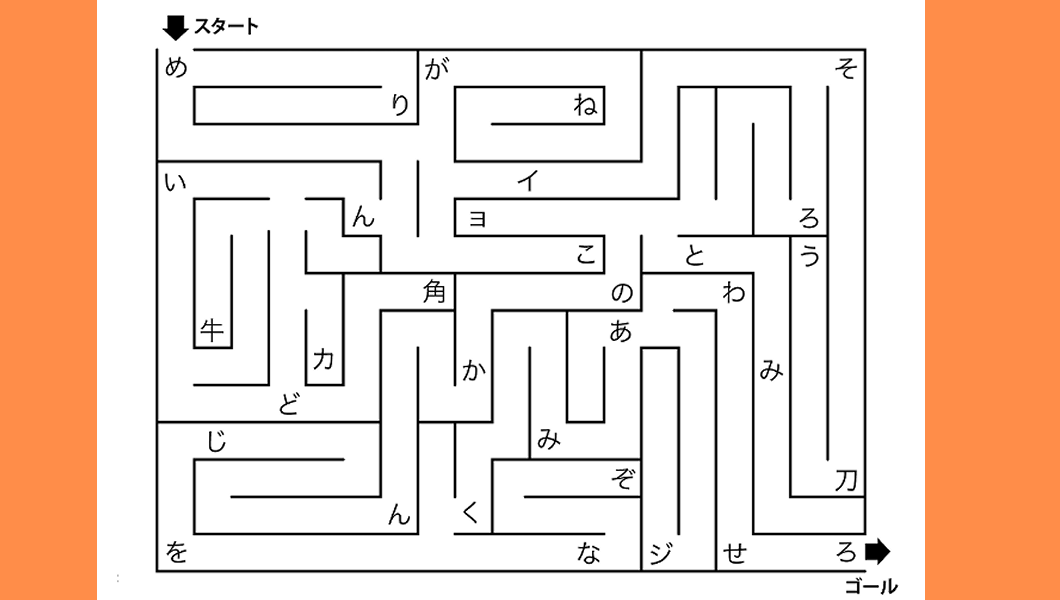 スタート
め
が
そ
り
ね
い
イ
ん
ヨ
ろ
こ
と
う
角
の
わ
牛
カ
あ
か
み
ど
じ
み
ぞ
刀
ん
く
を
な
ジ
せ
ろ
ゴール